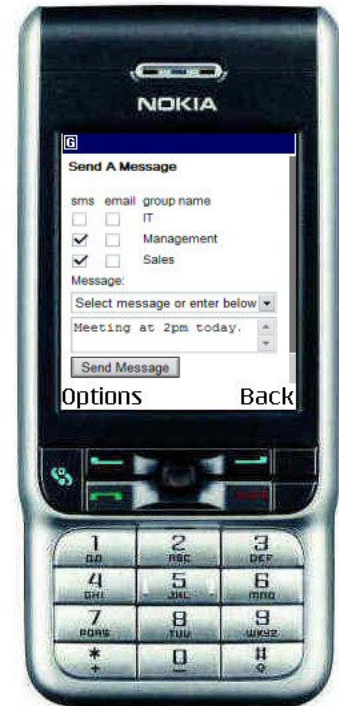 NOKIA
G
Send A Message
sms email group name
IT
Management
Sales
Message:
Select message or enter below
Meeting at 2pm today.
Send Message
Options Back
1 2 3
ABC DEF
4 5 6
GHI JKL mno
7 8 9
PQRS TUV WXYZ
* 0 #
+